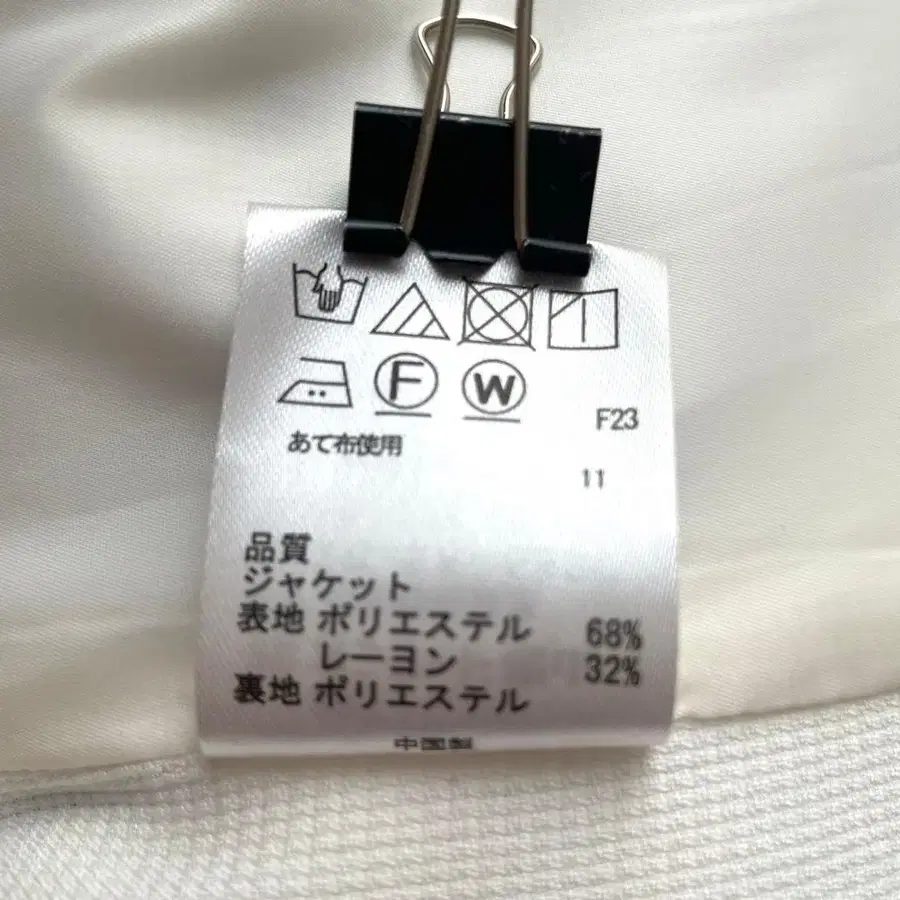 F
W
F23
あて布使用
11
品質
ジャケット
表地 ポリエステル 68%
レーヨン 32%
裏地 ポリエステル
中国製